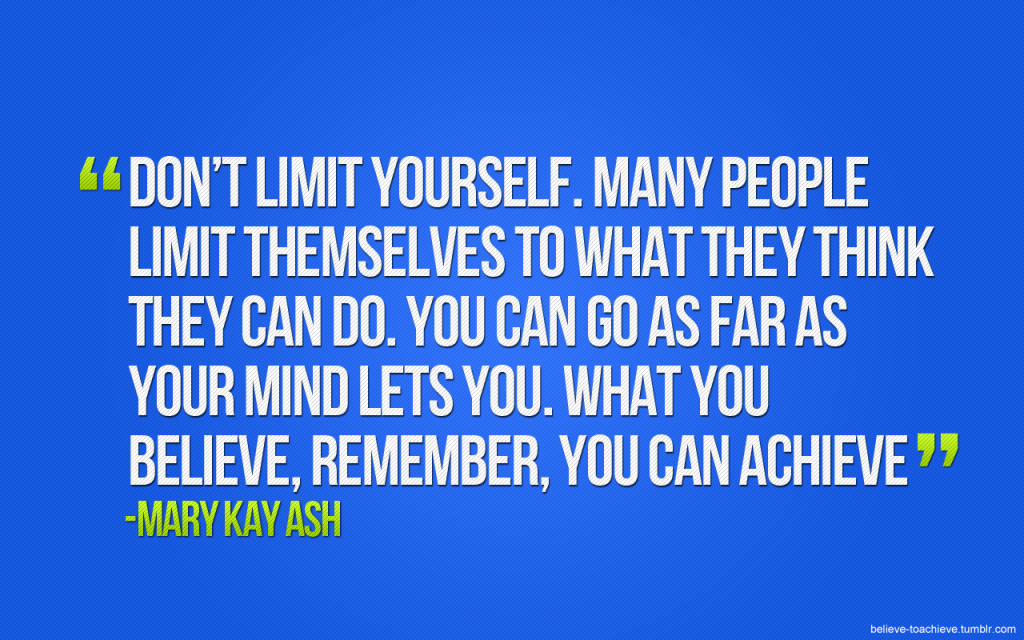 “DON’T LIMIT YOURSELF. MANY PEOPLE
LIMIT THEMSELVES TO WHAT THEY THINK
THEY CAN DO. YOU CAN GO AS FAR AS
YOUR MIND LETS YOU. WHAT YOU
BELIEVE, REMEMBER, YOU CAN ACHIEVE”
-MARY KAY ASH
believe-toachieve.tumblr.com